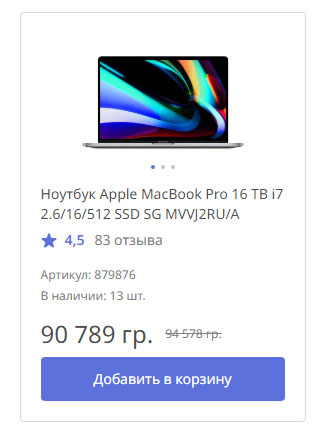 Ноутбук Apple MacBook Pro 16 TB i7
2.6/16/512 SSD SG MVVJ2RU/A
4,5 83 отзыва
Артикул: 879876
В наличии: 13 шт.
90 789 гр. 94 578 гр.
Добавить в корзину